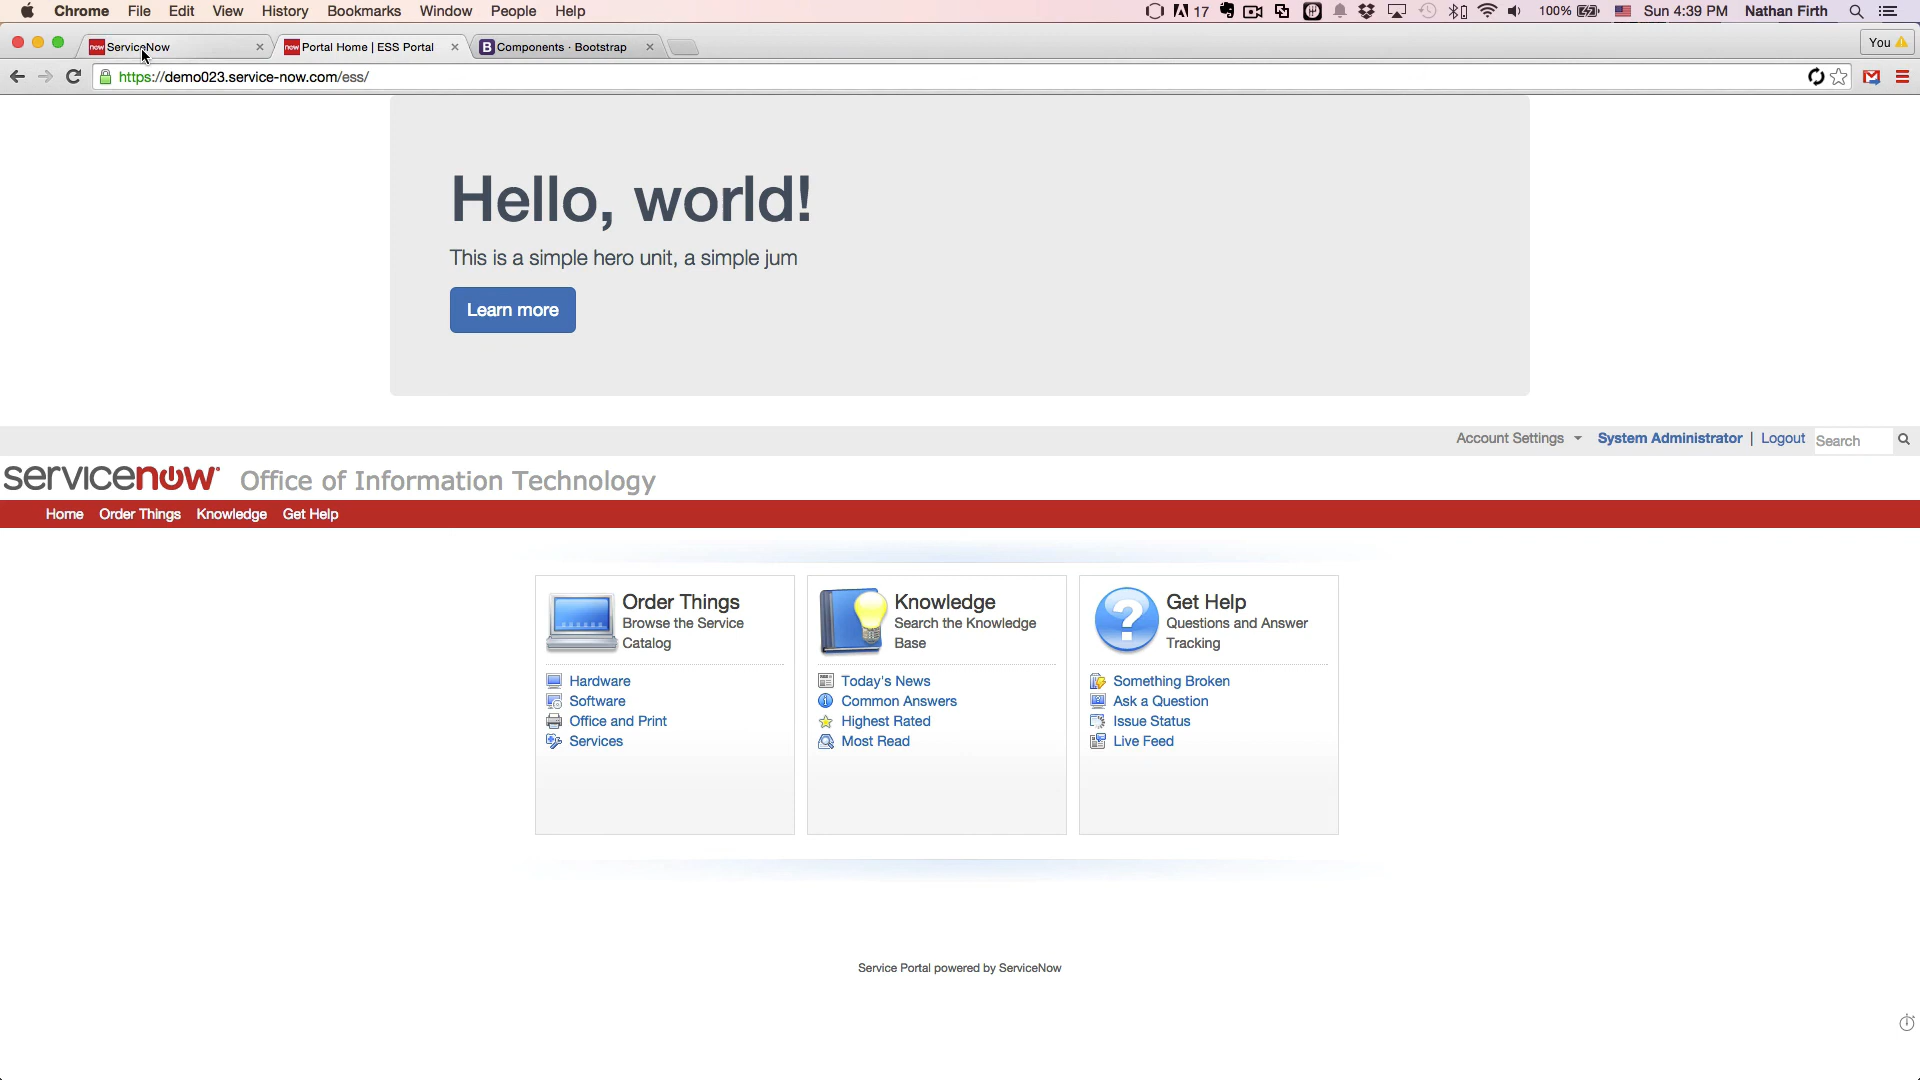 Chrome File Edit View History Bookmarks Window People Help 17 100% Sun 4:39 PM Nathan Firth
now ServiceNow now Portal Home | ESS Portal B Components · Bootstrap You
https://demo023.service-now.com/ess/
Hello, world!
This is a simple hero unit, a simple jum
Learn more
Account Settings System Administrator | Logout Search
servicenow Office of Information Technology
Home Order Things Knowledge Get Help
Order Things
Browse the Service
Catalog
Hardware
Software
Office and Print
Services
Knowledge
Search the Knowledge
Base
Today's News
Common Answers
Highest Rated
Most Read
Get Help
Questions and Answer
Tracking
Something Broken
Ask a Question
Issue Status
Live Feed
Service Portal powered by ServiceNow